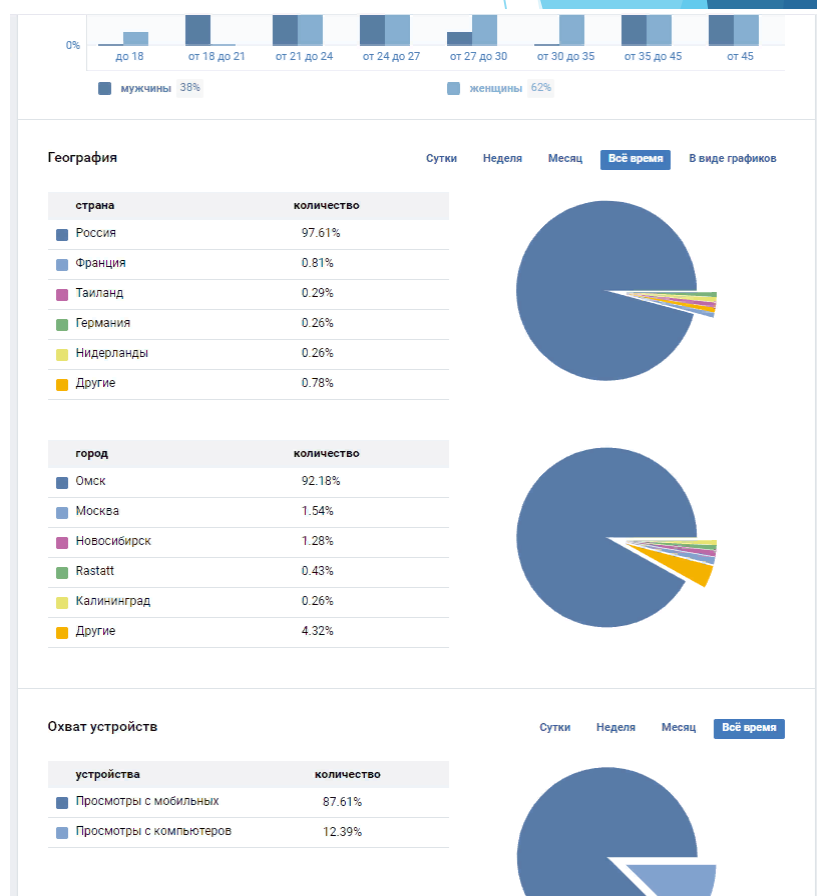 0%
до 18 от 18 до 21 от 21 до 24 от 24 до 27 от 27 до 30 от 30 до 35 от 35 до 45 от 45
мужчины 38% женщины 62%
География Сутки Неделя Месяц Всё время В виде графиков
страна количество
Россия 97.61%
Франция 0.81%
Таиланд 0.29%
Германия 0.26%
Нидерланды 0.26%
Другие 0.78%
город количество
Омск 92.18%
Москва 1.54%
Новосибирск 1.28%
Rastatt 0.43%
Калининград 0.26%
Другие 4.32%
Охват устройств Сутки Неделя Месяц Всё время
устройства количество
Просмотры с мобильных 87.61%
Просмотры с компьютеров 12.39%